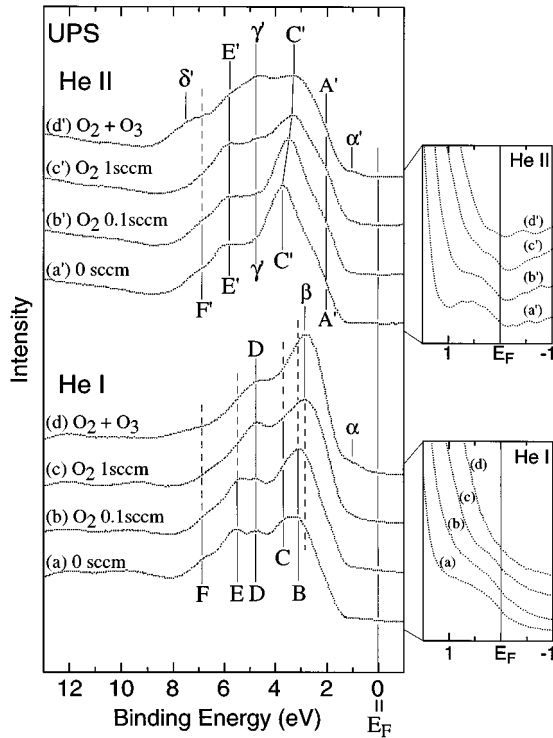 UPS
He II
δ'
E'
γ'
C'
A'
α'
(d') O2 + O3
(c') O2 1sccm
(b') O2 0.1sccm
(a') 0 sccm
F'
E'
γ'
C'
A'
β
He I
D
α
(d) O2 + O3
(c) O2 1sccm
(b) O2 0.1sccm
(a) 0 sccm
F
E
D
C
B
Intensity
12
10
8
6
4
2
0
Binding Energy (eV)
=
EF
He II
(d')
(c')
(b')
(a')
1
EF
-1
He I
(d)
(c)
(b)
(a)
1
EF
-1